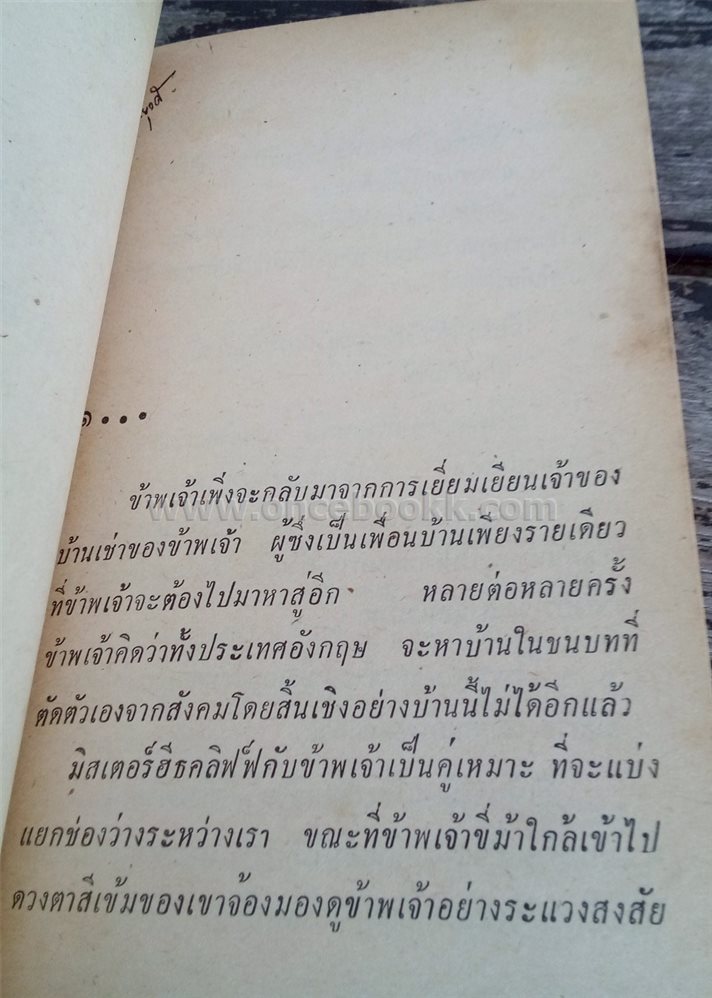 ๑...
ข้าพเจ้าเพิ่งจะกลับมาจากการเยี่ยมเยียนเจ้าของ
www.oncebookk.com
บ้านเช่าของข้าพเจ้า ผู้ซึ่งเป็นเพื่อนบ้านเพียงรายเดียว
ที่ข้าพเจ้าจะต้องไปมาหาสู่อีก หลายต่อหลายครั้ง
ข้าพเจ้าคิดว่าทั้งประเทศอังกฤษ จะหาบ้านในชนบทที่
ตัดตัวเองจากสังคมโดยสิ้นเชิงอย่างบ้านนี้ไม่ได้อีกแล้ว
มิสเตอร์ฮีธคลิฟฟ์กับข้าพเจ้าเป็นคู่เหมาะ ที่จะแบ่ง
แยกช่องว่างระหว่างเรา ขณะที่ข้าพเจ้าขี่ม้าใกล้เข้าไป
ดวงตาสีเข้มของเขาจ้องมองดูข้าพเจ้าอย่างระแวงสงสัย